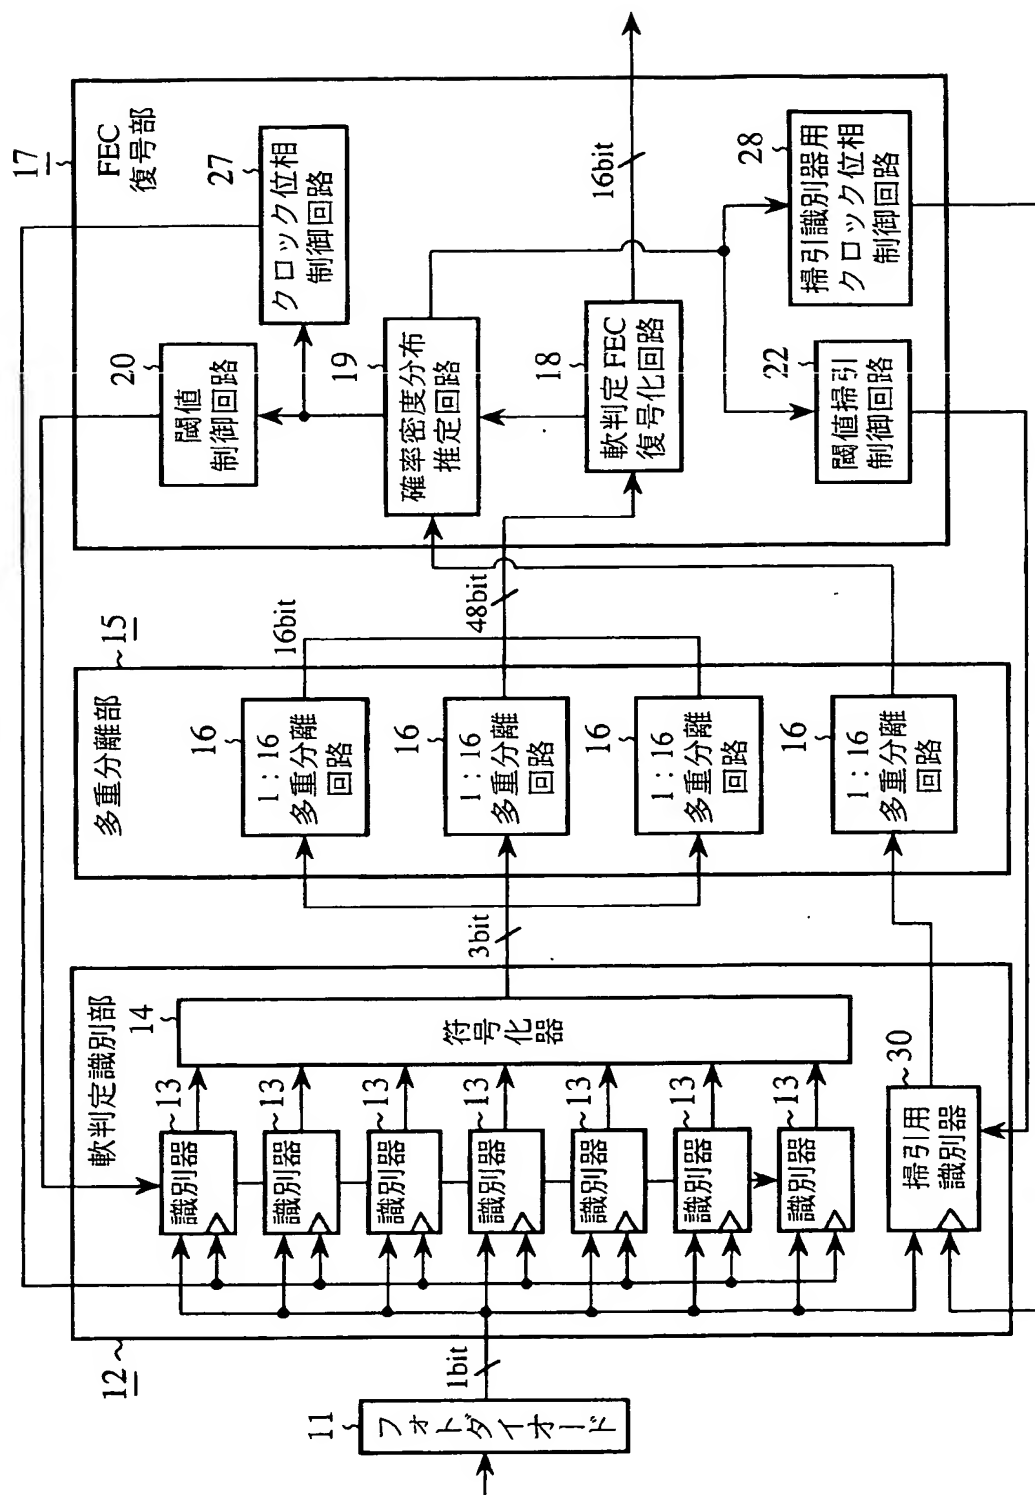 11
フォトダイオード
1bit
12
軟判定識別部
13
識別器
13
識別器
13
識別器
13
識別器
13
識別器
13
識別器
13
識別器
14
符号化器
30
掃引用
識別器
3bit
多重分離部
15
16
1:16
多重分離
回路
16
1:16
多重分離
回路
16
1:16
多重分離
回路
16
1:16
多重分離
回路
16bit
48bit
17
FEC
復号部
20
閾値
制御回路
27
クロック位相
制御回路
19
確率密度分布
推定回路
18
軟判定FEC
復号化回路
22
閾値掃引
制御回路
28
掃引識別器用
クロック位相
制御回路
16bit